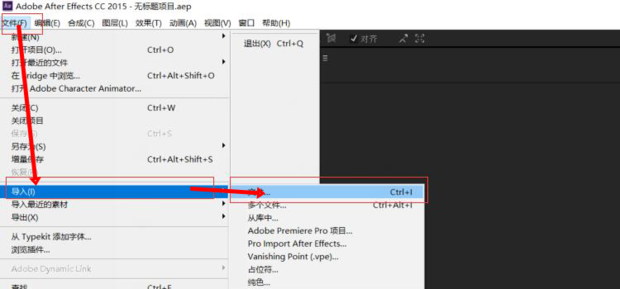 Adobe After Effects CC 2015 - 无标题项目.aep
文件(F) 编辑(E) 合成(C) 图层(L) 效果(T) 动画(A) 视图(V) 窗口 帮助(H)
新建(N)
退出(X) Ctrl+Q
对齐
打开项目(O)... Ctrl+O
打开最近的文件
在 Bridge 中浏览... Ctrl+Alt+Shift+O
打开 Adobe Character Animator...
关闭(C) Ctrl+W
关闭项目
保存(S) Ctrl+S
另存为(S)
增量保存 Ctrl+Alt+Shift+S
恢复(R)
导入(I)
Ctrl+I
导入最近的素材
多个文件... Ctrl+Alt+I
导出(X)
从库中...
从 Typekit 添加字体...
Adobe Premiere Pro 项目...
浏览插件...
Pro Import After Effects...
Adobe Dynamic Link
Vanishing Point (.vpe)...
占位符...
查找 Ctrl+F
纯色...